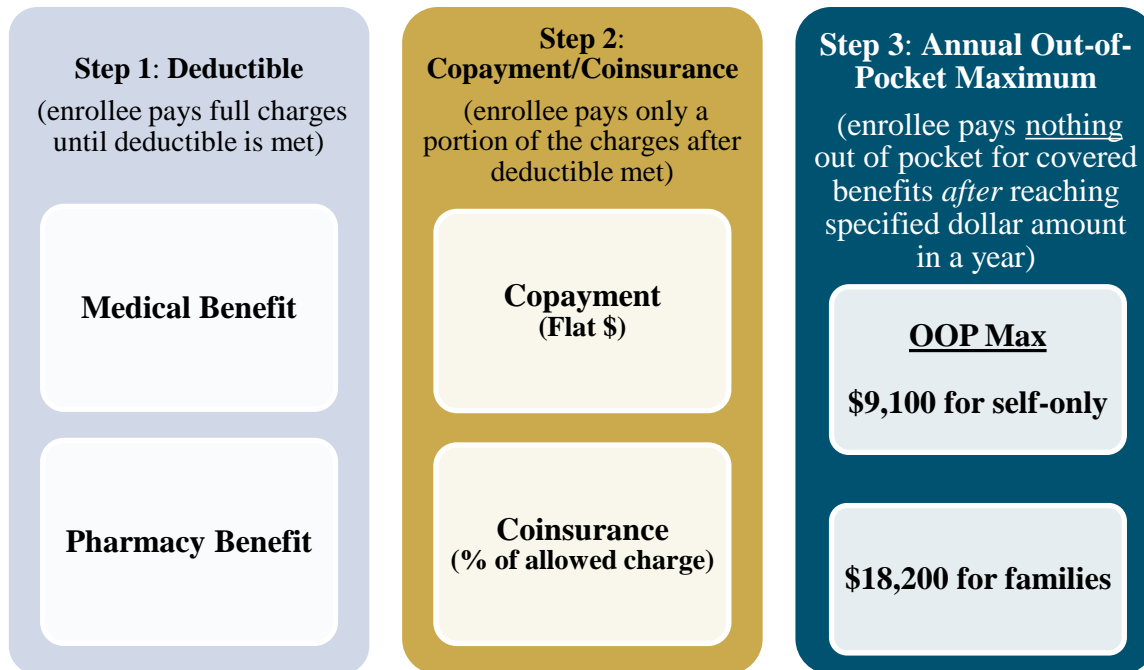 Step 1: Deductible
(enrollee pays full charges
until deductible is met)
Medical Benefit
Pharmacy Benefit
Step 2:
Copayment/Coinsurance
(enrollee pays only a
portion of the charges after
deductible met)
Copayment
(Flat $)
Coinsurance
(% of allowed charge)
Step 3: Annual Out-of-
Pocket Maximum
(enrollee pays nothing
out of pocket for covered
benefits after reaching
specified dollar amount
in a year)
OOP Max
$9,100 for self-only
$18,200 for families